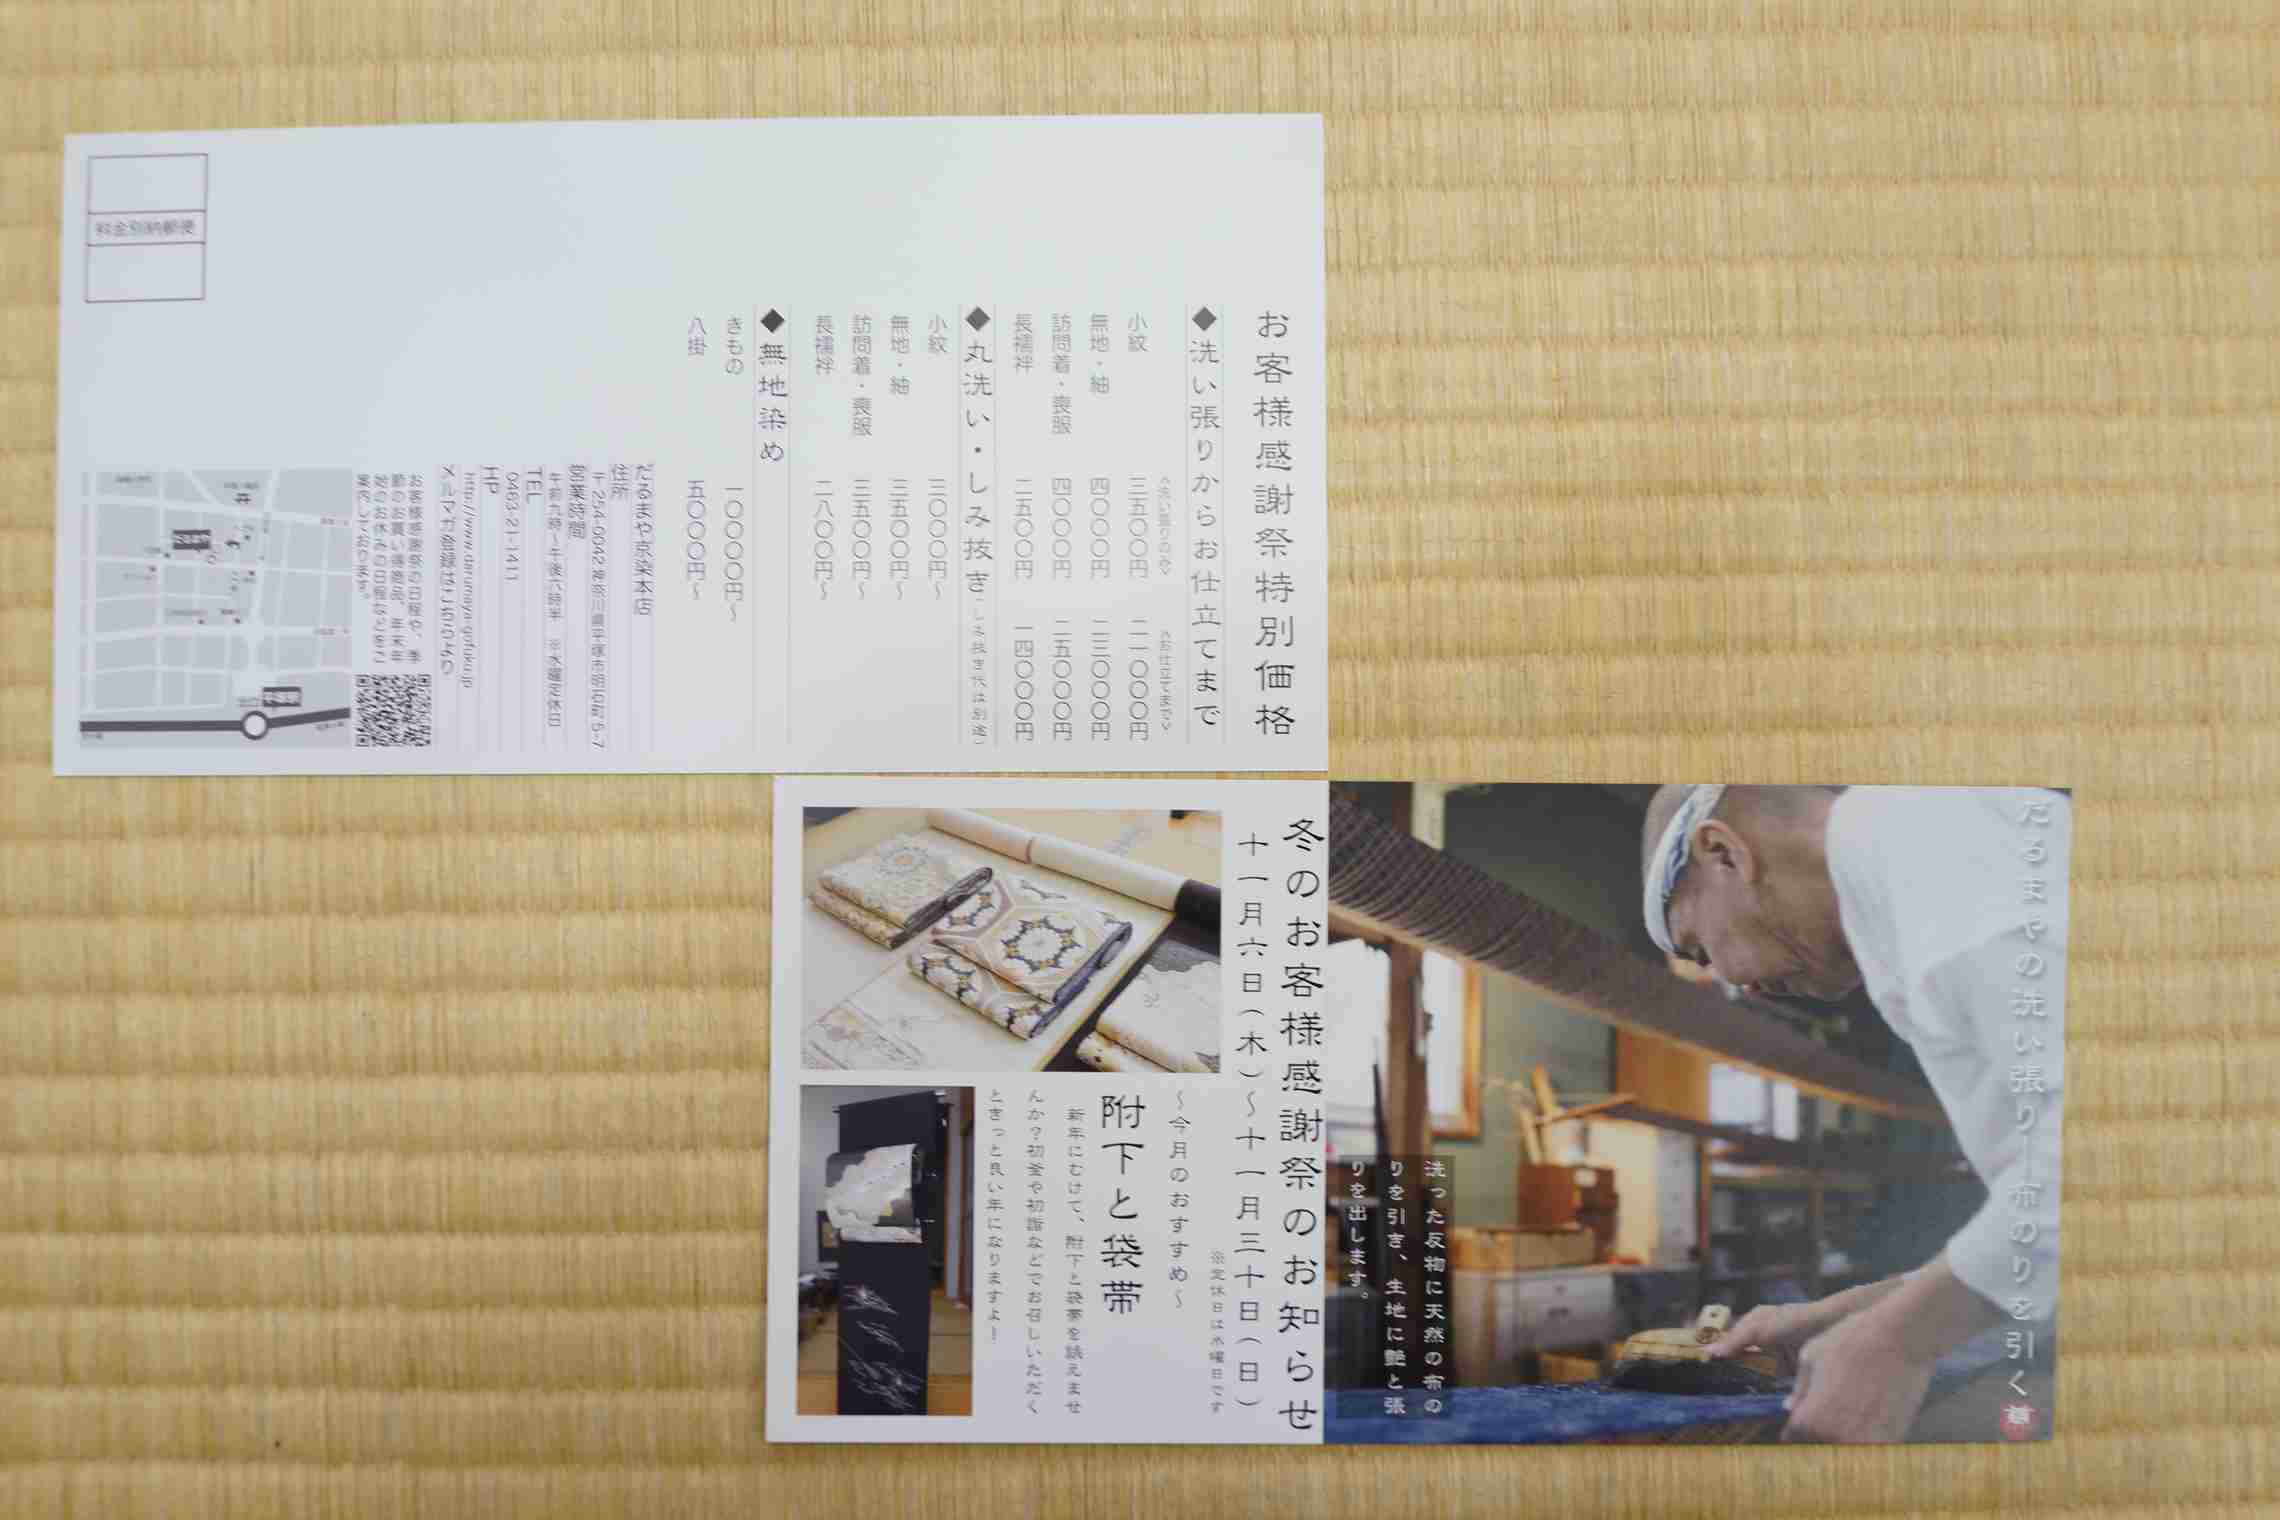 料金別納郵便
お客様感謝祭特別価格
◆洗い張りからお仕立てまで
<洗い張りのみ> <お仕立てまで>
小紋 三五〇〇円 二一〇〇〇円
無地・紬 四〇〇〇円 二三〇〇〇円
訪問着・喪服 四〇〇〇円 二五〇〇〇円
長襦袢 二五〇〇円 一四〇〇〇円
◆丸洗い・しみ抜き(しみ抜き代は別途)
小紋 三〇〇〇円～
無地・紬 三五〇〇円～
訪問着・喪服 三五〇〇円～
長襦袢 二八〇〇円～
◆無地染め
きもの 一〇〇〇〇円～
八掛 五〇〇〇円～
だるまや京染本店
住所
〒254-0042 神奈川県平塚市明石町5-7
営業時間
午前九時～午後六時半 ※水曜定休日
TEL
0463-21-1411
HP
http://www.darumaya-gofuku.jp
メルマガ登録はこちらから
お客様感謝祭の日程や、季
節のお買い得商品、年末年
始のお休みの日程などをご
案内しております。
だるまや
平塚駅
だるまやの洗い張り―布のりを引く
洗った反物に天然の布の
りを引き、生地に艶と張
りを出します。
冬のお客様感謝祭のお知らせ
十一月六日(木)～十一月三十日(日)
※定休日は水曜日です
～今月のおすすめ～
附下と袋帯
新年にむけて、附下と袋帯を誂えませ
んか？初釜や初詣などでお召しいただく
ときっと良い年になりますよ！